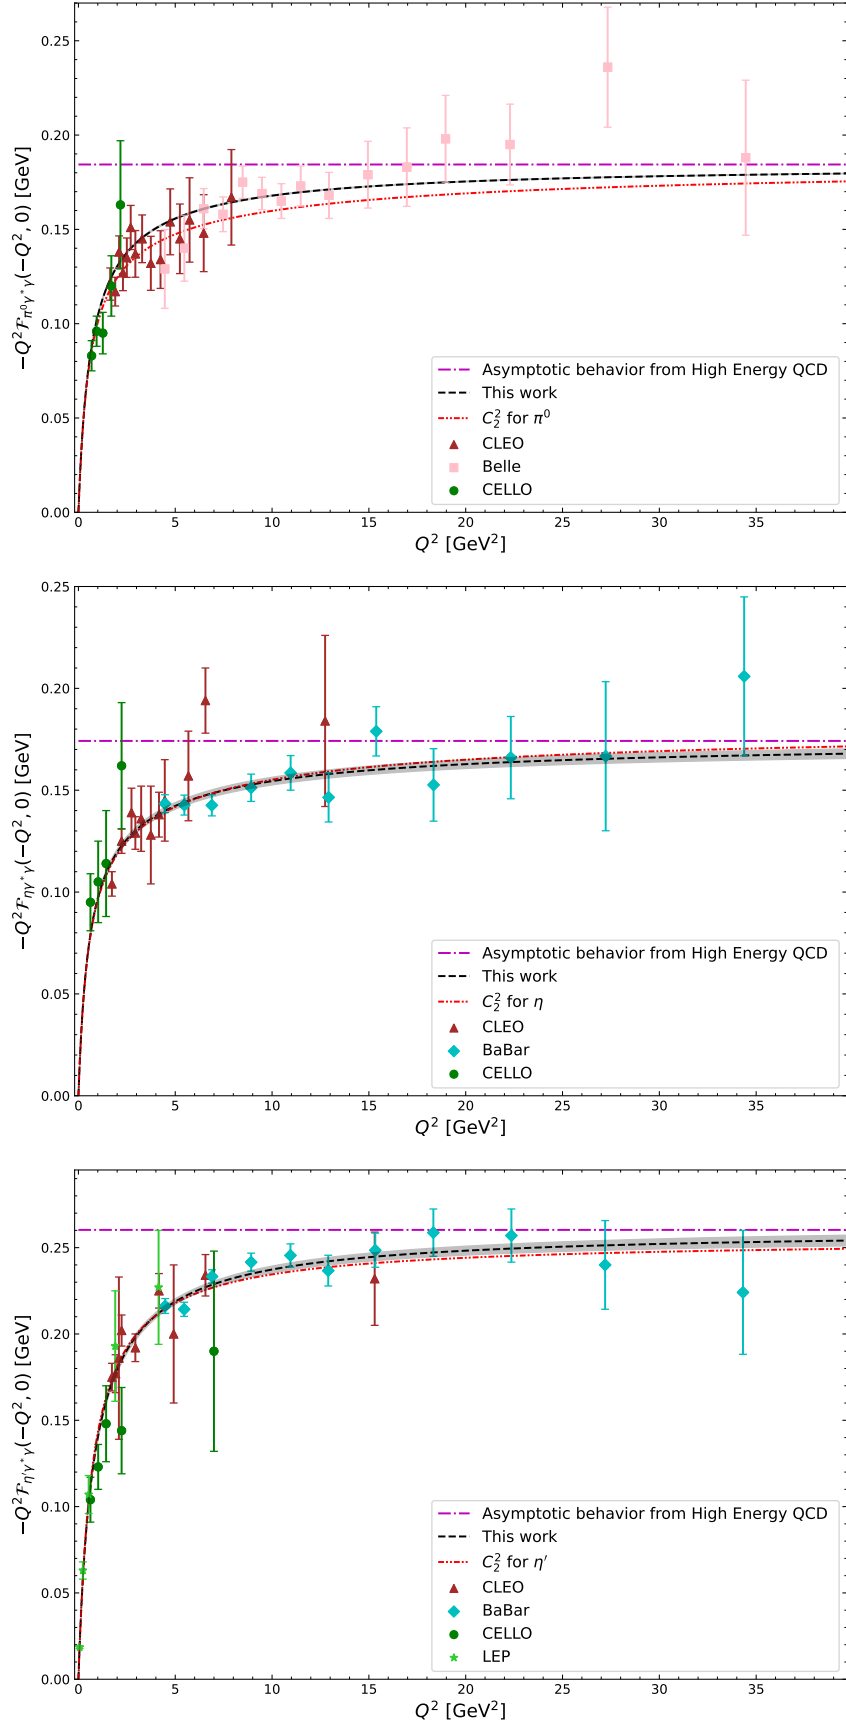 0.25
0.20
0.15
0.10
0.05
0.00
−Q²ℱ_{π⁰γ*γ}(−Q², 0) [GeV]
Asymptotic behavior from High Energy QCD
This work
C₂² for π⁰
CLEO
Belle
CELLO
0 5 10 15 20 25 30 35
Q² [GeV²]
0.25
0.20
0.15
0.10
0.05
0.00
−Q²ℱ_{ηγ*γ}(−Q², 0) [GeV]
Asymptotic behavior from High Energy QCD
This work
C₂² for η
CLEO
BaBar
CELLO
0 5 10 15 20 25 30 35
Q² [GeV²]
0.25
0.20
0.15
0.10
0.05
0.00
−Q²ℱ_{η′γ*γ}(−Q², 0) [GeV]
Asymptotic behavior from High Energy QCD
This work
C₂² for η′
CLEO
BaBar
CELLO
LEP
0 5 10 15 20 25 30 35
Q² [GeV²]